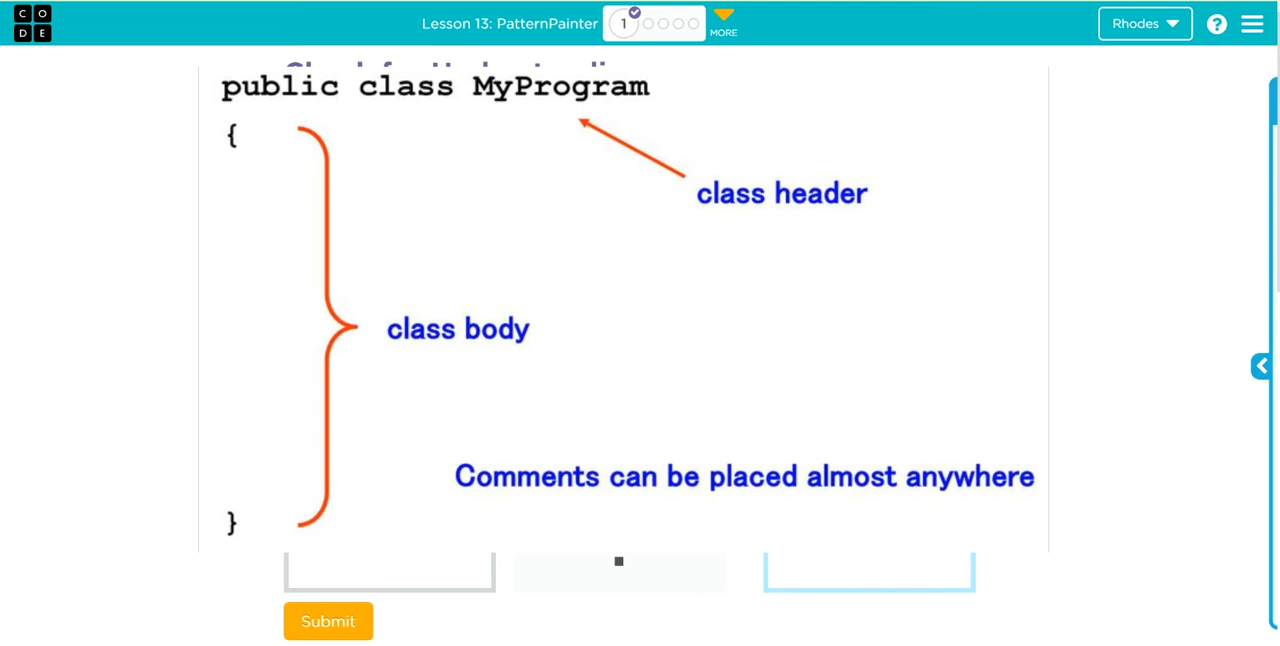 C O
D E
Lesson 13: PatternPainter
1
MORE
Rhodes
?
public class MyProgram
{
class header
class body
Comments can be placed almost anywhere
}
Submit